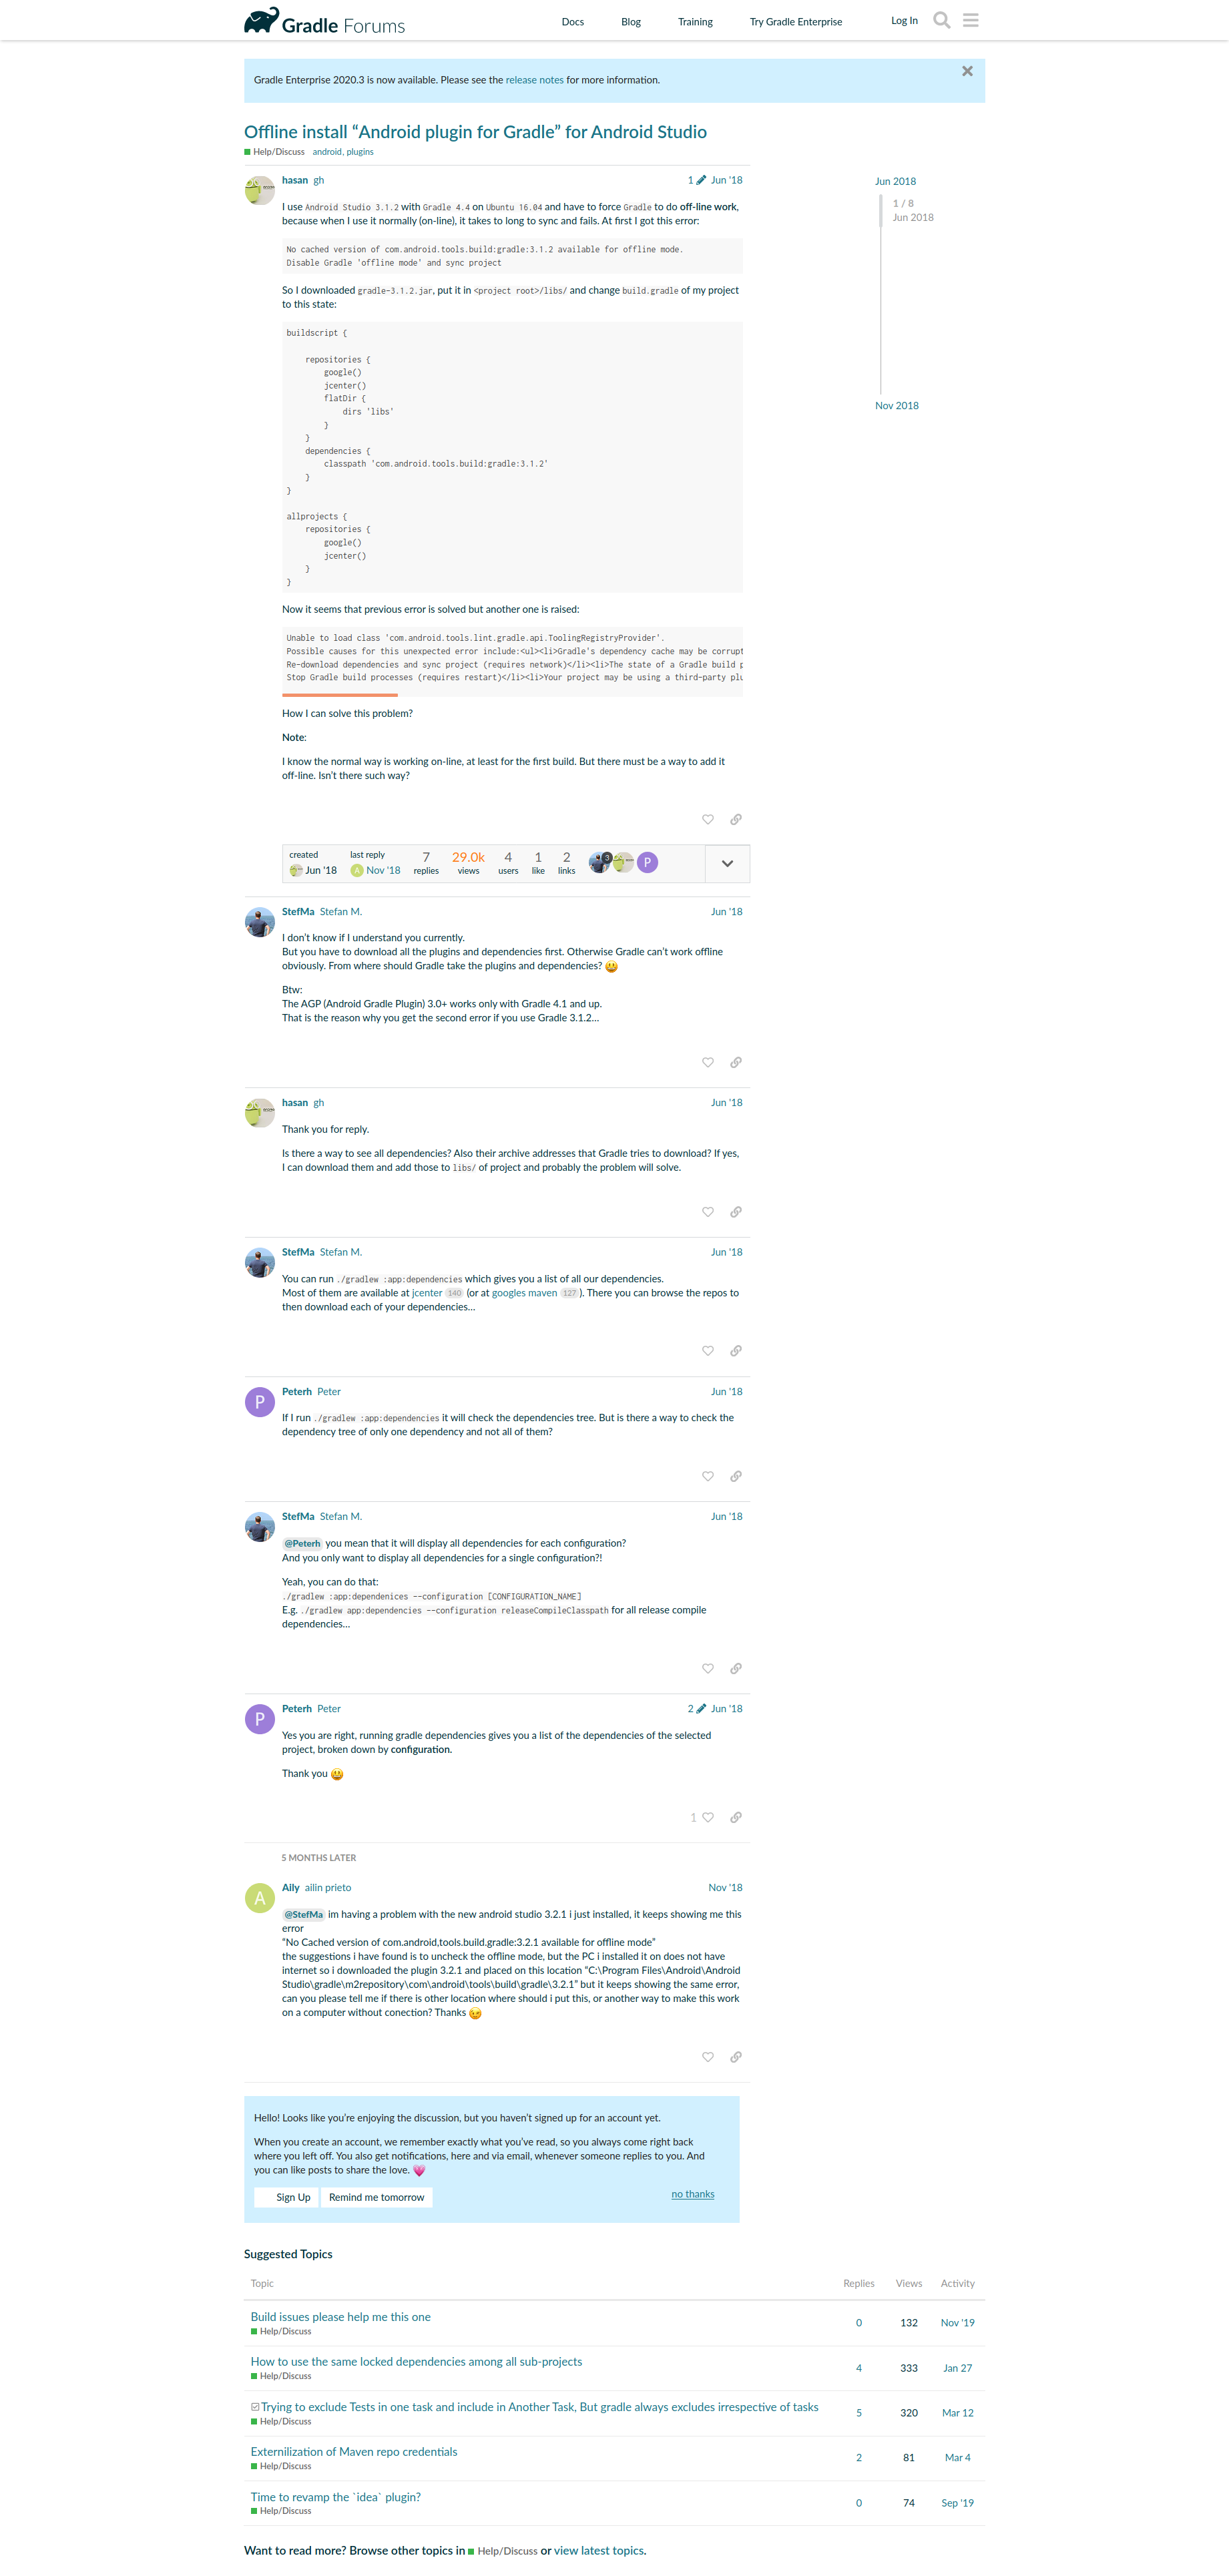 Gradle Forums
Docs
Blog
Training
Try Gradle Enterprise
Log In
Gradle Enterprise 2020.3 is now available. Please see the release notes for more information.
Offline install “Android plugin for Gradle” for Android Studio
Help/Discuss android, plugins
hasan gh 1 Jun '18
I use Android Studio 3.1.2 with Gradle 4.4 on Ubuntu 16.04 and have to force Gradle to do off-line work,
because when I use it normally (on-line), it takes to long to sync and fails. At first I got this error:
No cached version of com.android.tools.build:gradle:3.1.2 available for offline mode.
Disable Gradle 'offline mode' and sync project
So I downloaded gradle-3.1.2.jar, put it in <project root>/libs/ and change build.gradle of my project
to this state:
buildscript {
repositories {
google()
jcenter()
flatDir {
dirs 'libs'
}
}
dependencies {
classpath 'com.android.tools.build:gradle:3.1.2'
}
}
allprojects {
repositories {
google()
jcenter()
}
}
Now it seems that previous error is solved but another one is raised:
Unable to load class 'com.android.tools.lint.gradle.api.ToolingRegistryProvider'.
Possible causes for this unexpected error include:<ul><li>Gradle's dependency cache may be corrupt
Re-download dependencies and sync project (requires network)</li><li>The state of a Gradle build p
Stop Gradle build processes (requires restart)</li><li>Your project may be using a third-party plu
How I can solve this problem?
Note:
I know the normal way is working on-line, at least for the first build. But there must be a way to add it
off-line. Isn’t there such way?
Jun 2018
1 / 8
Jun 2018
Nov 2018
created last reply 7 29.0k 4 1 2 3 P
Jun '18 A Nov '18 replies views users like links
StefMa Stefan M. Jun '18
I don’t know if I understand you currently.
But you have to download all the plugins and dependencies first. Otherwise Gradle can’t work offline
obviously. From where should Gradle take the plugins and dependencies? 😀
Btw:
The AGP (Android Gradle Plugin) 3.0+ works only with Gradle 4.1 and up.
That is the reason why you get the second error if you use Gradle 3.1.2…
hasan gh Jun '18
Thank you for reply.
Is there a way to see all dependencies? Also their archive addresses that Gradle tries to download? If yes,
I can download them and add those to libs/ of project and probably the problem will solve.
StefMa Stefan M. Jun '18
You can run ./gradlew :app:dependencies which gives you a list of all our dependencies.
Most of them are available at jcenter 140 (or at googles maven 127). There you can browse the repos to
then download each of your dependencies…
P
Peterh Peter Jun '18
If I run ./gradlew :app:dependencies it will check the dependencies tree. But is there a way to check the
dependency tree of only one dependency and not all of them?
StefMa Stefan M. Jun '18
@Peterh you mean that it will display all dependencies for each configuration?
And you only want to display all dependencies for a single configuration?!
Yeah, you can do that:
./gradlew :app:dependenices --configuration [CONFIGURATION_NAME]
E.g. ./gradlew app:dependencies --configuration releaseCompileClasspath for all release compile
dependencies…
P
Peterh Peter 2 Jun '18
Yes you are right, running gradle dependencies gives you a list of the dependencies of the selected
project, broken down by configuration.
Thank you 😀
1
5 MONTHS LATER
A
Aily ailin prieto Nov '18
@StefMa im having a problem with the new android studio 3.2.1 i just installed, it keeps showing me this
error
“No Cached version of com.android,tools.build.gradle:3.2.1 available for offline mode”
the suggestions i have found is to uncheck the offline mode, but the PC i installed it on does not have
internet so i downloaded the plugin 3.2.1 and placed on this location “C:\Program Files\Android\Android
Studio\gradle\m2repository\com\android\tools\build\gradle\3.2.1” but it keeps showing the same error,
can you please tell me if there is other location where should i put this, or another way to make this work
on a computer without conection? Thanks 😉
Hello! Looks like you’re enjoying the discussion, but you haven’t signed up for an account yet.
When you create an account, we remember exactly what you’ve read, so you always come right back
where you left off. You also get notifications, here and via email, whenever someone replies to you. And
you can like posts to share the love. 💗
Sign Up
Remind me tomorrow
no thanks
Suggested Topics
Topic Replies Views Activity
Build issues please help me this one 0 132 Nov '19
Help/Discuss
How to use the same locked dependencies among all sub-projects 4 333 Jan 27
Help/Discuss
Trying to exclude Tests in one task and include in Another Task, But gradle always excludes irrespective of tasks 5 320 Mar 12
Help/Discuss
Externilization of Maven repo credentials 2 81 Mar 4
Help/Discuss
Time to revamp the `idea` plugin? 0 74 Sep '19
Help/Discuss
Want to read more? Browse other topics in Help/Discuss or view latest topics.